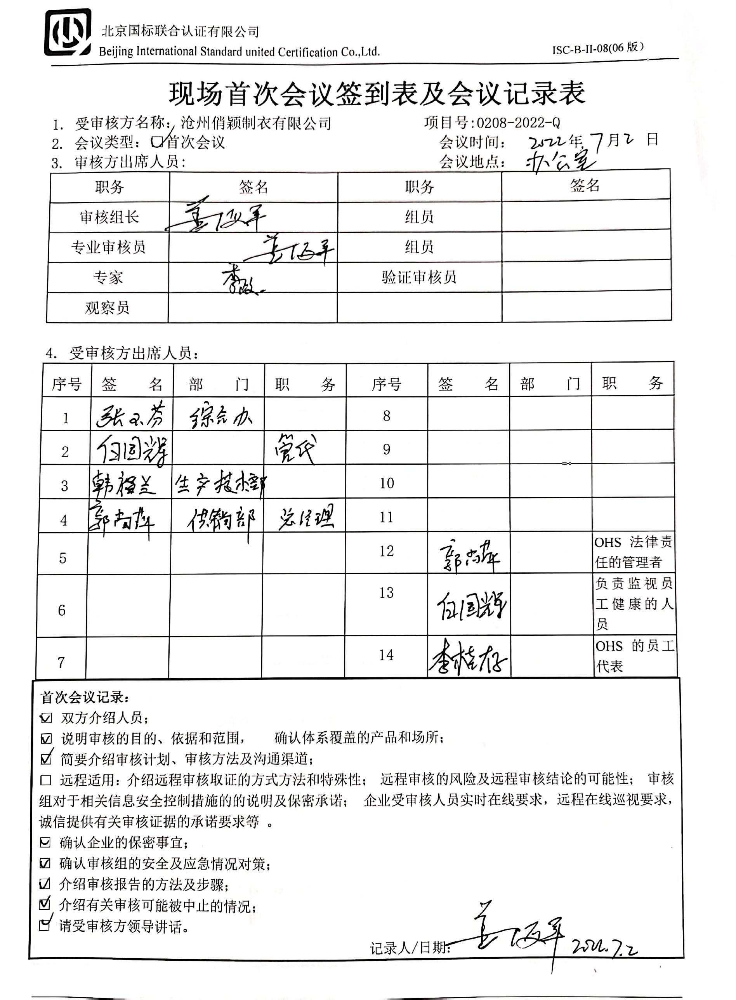 北京国标联合认证有限公司
Beijing International Standard united Certification Co.,Ltd.
ISC-B-II-08(06 版)
现场首次会议签到表及会议记录表
1. 受审核方名称: 沧州俏颖制衣有限公司 项目号:0208-2022-Q
2. 会议类型: 首次会议 会议时间: 2022年 7月2 日
3. 审核方出席人员: 会议地点: 办公室
职务 签名 职务 签名
审核组长 组员
专业审核员 组员
专家 验证审核员
观察员
4. 受审核方出席人员:
序号 签 名 部 门 职 务 序号 签 名 部 门 职 务
1 张玉芬 综合办 8
2 白国辉 管代 9
3 生产技术部 10
4 郭尚萍 供销部 总经理 11
5 12 郭尚萍 OHS 法律责
任的管理者
6 13 白国辉 负责监视员
工健康的人
员
7 14 李桂存 OHS 的员工
代表
首次会议记录:
☑ 双方介绍人员;
☑ 说明审核的目的、依据和范围, 确认体系覆盖的产品和场所;
☑ 简要介绍审核计划、审核方法及沟通渠道;
□ 远程适用: 介绍远程审核取证的方式方法和特殊性; 远程审核的风险及远程审核结论的可能性; 审核
组对于相关信息安全控制措施的的说明及保密承诺; 企业受审核人员实时在线要求, 远程在线巡视要求,
诚信提供有关审核证据的承诺要求等 。
☑ 确认企业的保密事宜;
☑ 确认审核组的安全及应急情况对策;
☑ 介绍审核报告的方法及步骤;
☑ 介绍有关审核可能被中止的情况;
☑ 请受审核方领导讲话。
记录人/日期: 2022.7.2